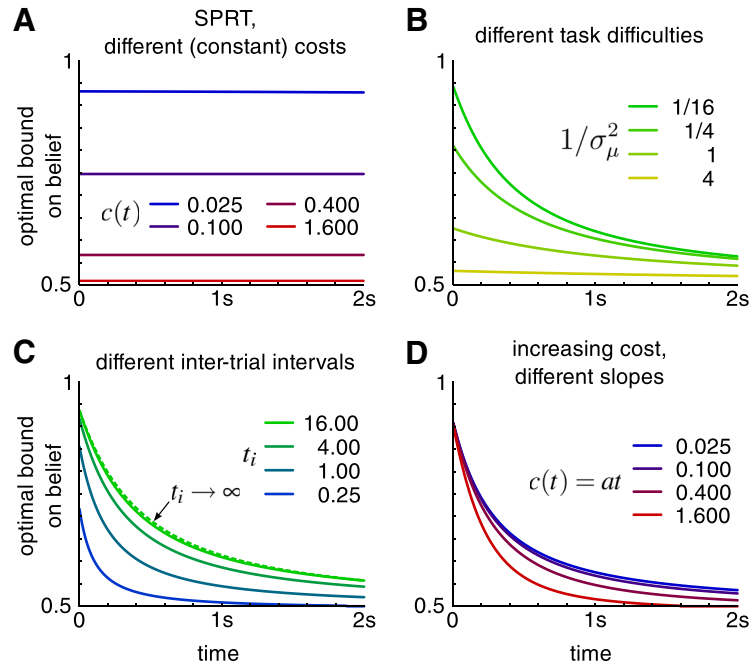 A
SPRT,
different (constant) costs
1
optimal bound
on belief
c(t)
0.025
0.400
0.100
1.600
0.5
0
1s
2s
B
different task difficulties
1
1/σ²μ
1/16
1/4
1
4
0.5
0
1s
2s
C
different inter-trial intervals
1
optimal bound
on belief
tᵢ
16.00
4.00
1.00
0.25
tᵢ → ∞
0.5
0
1s
2s
time
D
increasing cost,
different slopes
1
c(t) = at
0.025
0.100
0.400
1.600
0.5
0
1s
2s
time